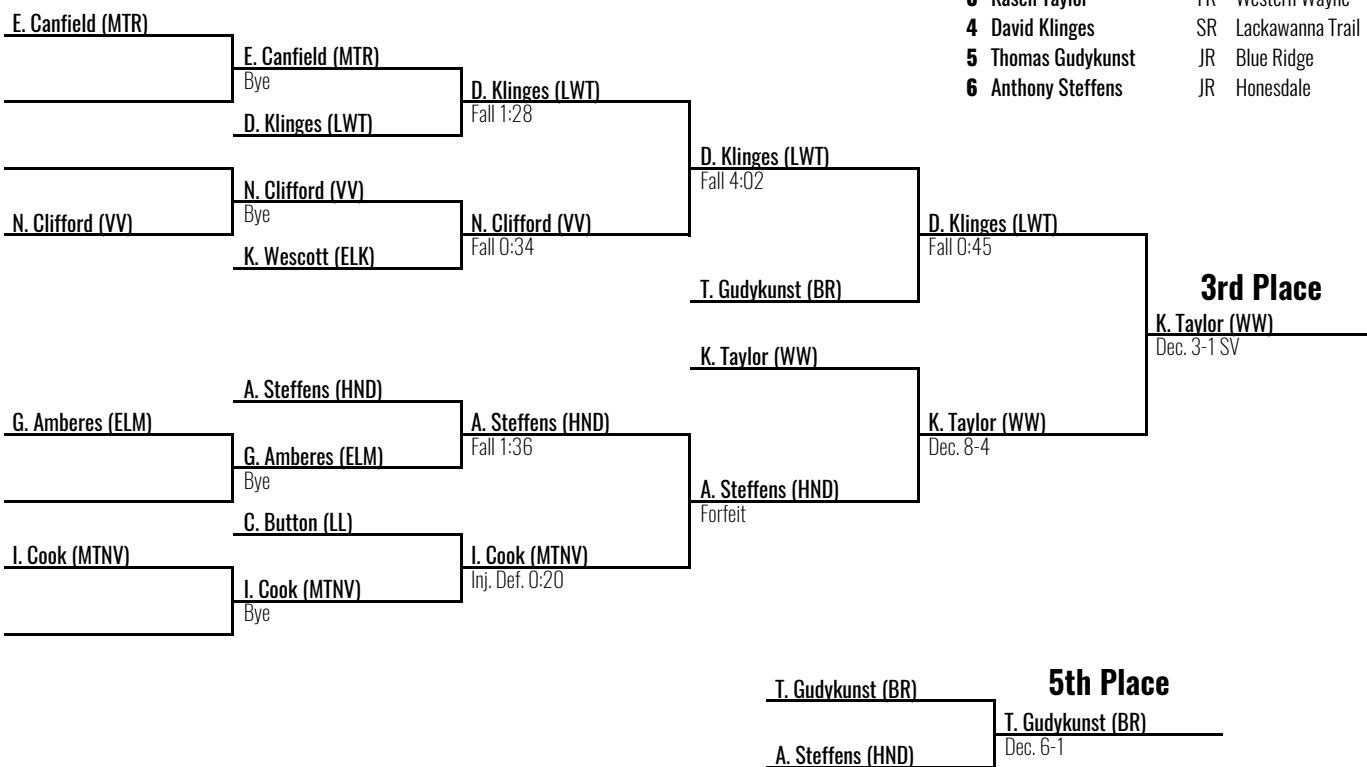 3 Kasen Taylor FR Western Wayne
4 David Klinges SR Lackawanna Trail
5 Thomas Gudykunst JR Blue Ridge
6 Anthony Steffens JR Honesdale
E. Canfield (MTR)
E. Canfield (MTR)
Bye
D. Klinges (LWT)
D. Klinges (LWT)
Fall 1:28
N. Clifford (VV)
N. Clifford (VV)
Bye
K. Wescott (ELK)
N. Clifford (VV)
Fall 0:34
D. Klinges (LWT)
Fall 4:02
T. Gudykunst (BR)
D. Klinges (LWT)
Fall 0:45
3rd Place
K. Taylor (WW)
Dec. 3-1 SV
K. Taylor (WW)
K. Taylor (WW)
Dec. 8-4
A. Steffens (HND)
G. Amberes (ELM)
G. Amberes (ELM)
Bye
A. Steffens (HND)
Fall 1:36
A. Steffens (HND)
Forfeit
C. Button (LL)
I. Cook (MTNV)
I. Cook (MTNV)
Bye
I. Cook (MTNV)
Inj. Def. 0:20
5th Place
T. Gudykunst (BR)
T. Gudykunst (BR)
Dec. 6-1
A. Steffens (HND)